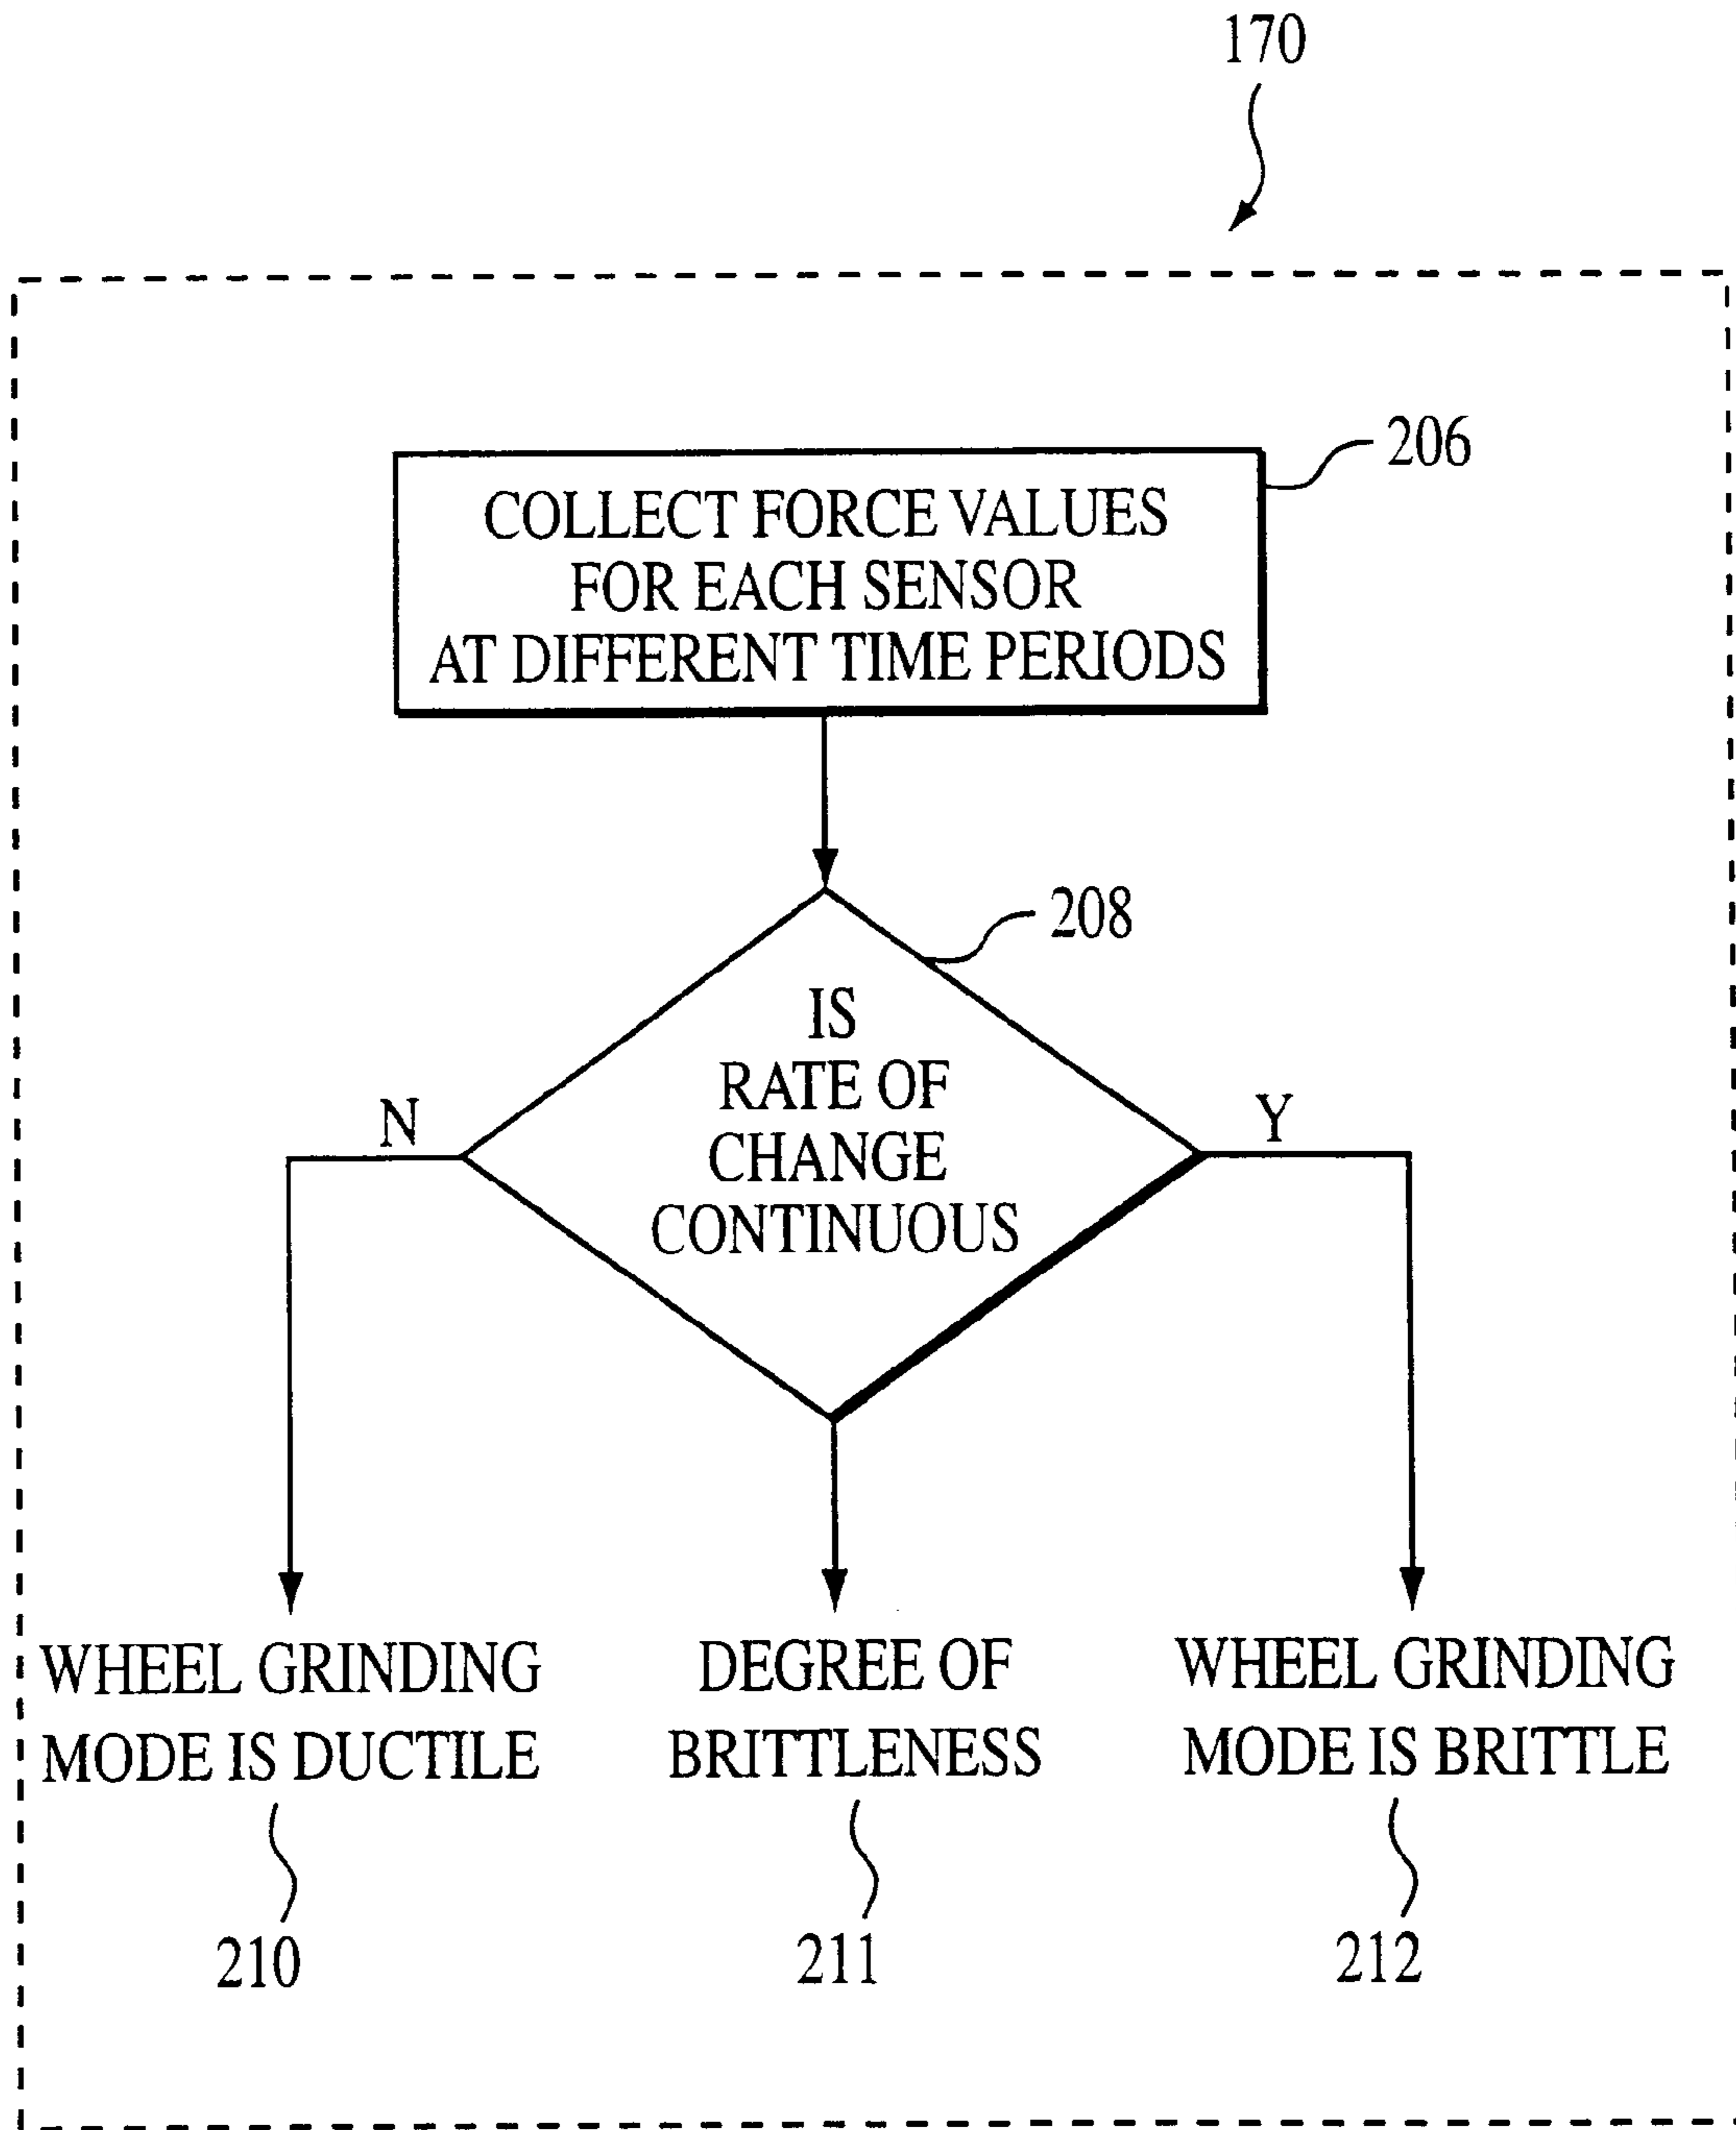 170
206
COLLECT FORCE VALUES
FOR EACH SENSOR
AT DIFFERENT TIME PERIODS
208
IS
RATE OF
CHANGE
CONTINUOUS
N
Y
WHEEL GRINDING
MODE IS DUCTILE
DEGREE OF
BRITTLENESS
WHEEL GRINDING
MODE IS BRITTLE
210
211
212